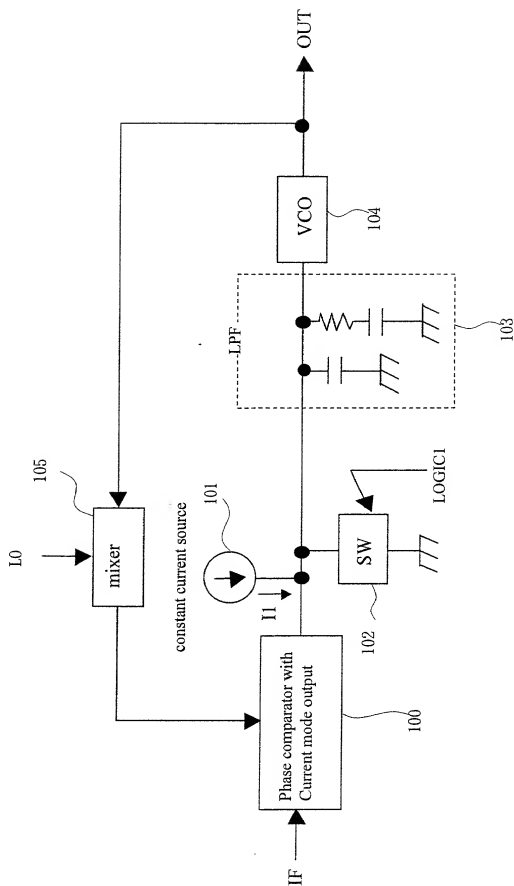 L0
105
mixer
constant current source
101
I1
IF
Phase comparator with
Current mode output
100
SW
102
LOGIC1
LPF
103
VCO
104
OUT